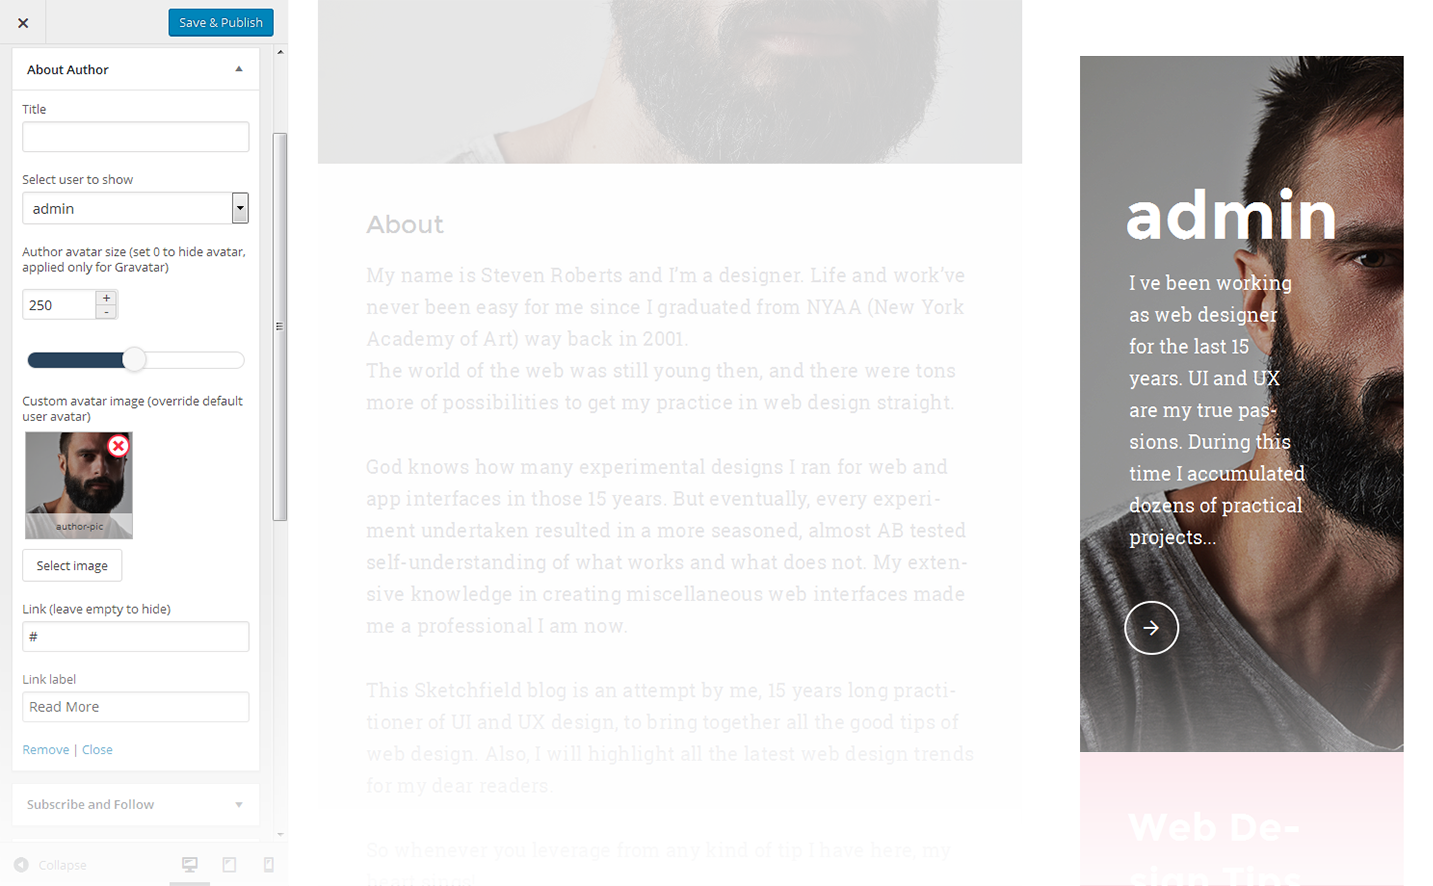 Save & Publish
About Author
Title
Select user to show
admin
Author avatar size (set 0 to hide avatar,
applied only for Gravatar)
250
+
-
Custom avatar image (override default
user avatar)
author-pic
Select image
Link (leave empty to hide)
#
Link label
Read More
Remove | Close
Subscribe and Follow
Collapse
About
My name is Steven Roberts and I'm a designer. Life and work've
never been easy for me since I graduated from NYAA (New York
Academy of Art) way back in 2001.
The world of the web was still young then, and there were tons
more of possibilities to get my practice in web design straight.
God knows how many experimental designs I ran for web and
app interfaces in those 15 years. But eventually, every experi-
ment undertaken resulted in a more seasoned, almost AB tested
self-understanding of what works and what does not. My exten-
sive knowledge in creating miscellaneous web interfaces made
me a professional I am now.
This Sketchfield blog is an attempt by me, 15 years long practi-
tioner of UI and UX design, to bring together all the good tips of
web design. Also, I will highlight all the latest web design trends
for my dear readers.
So whenever you leverage from any kind of tip I have here, my
heart sings!
admin
I ve been working
as web designer
for the last 15
years. UI and UX
are my true pas-
sions. During this
time I accumulated
dozens of practical
projects...
Web De-
sign Tips